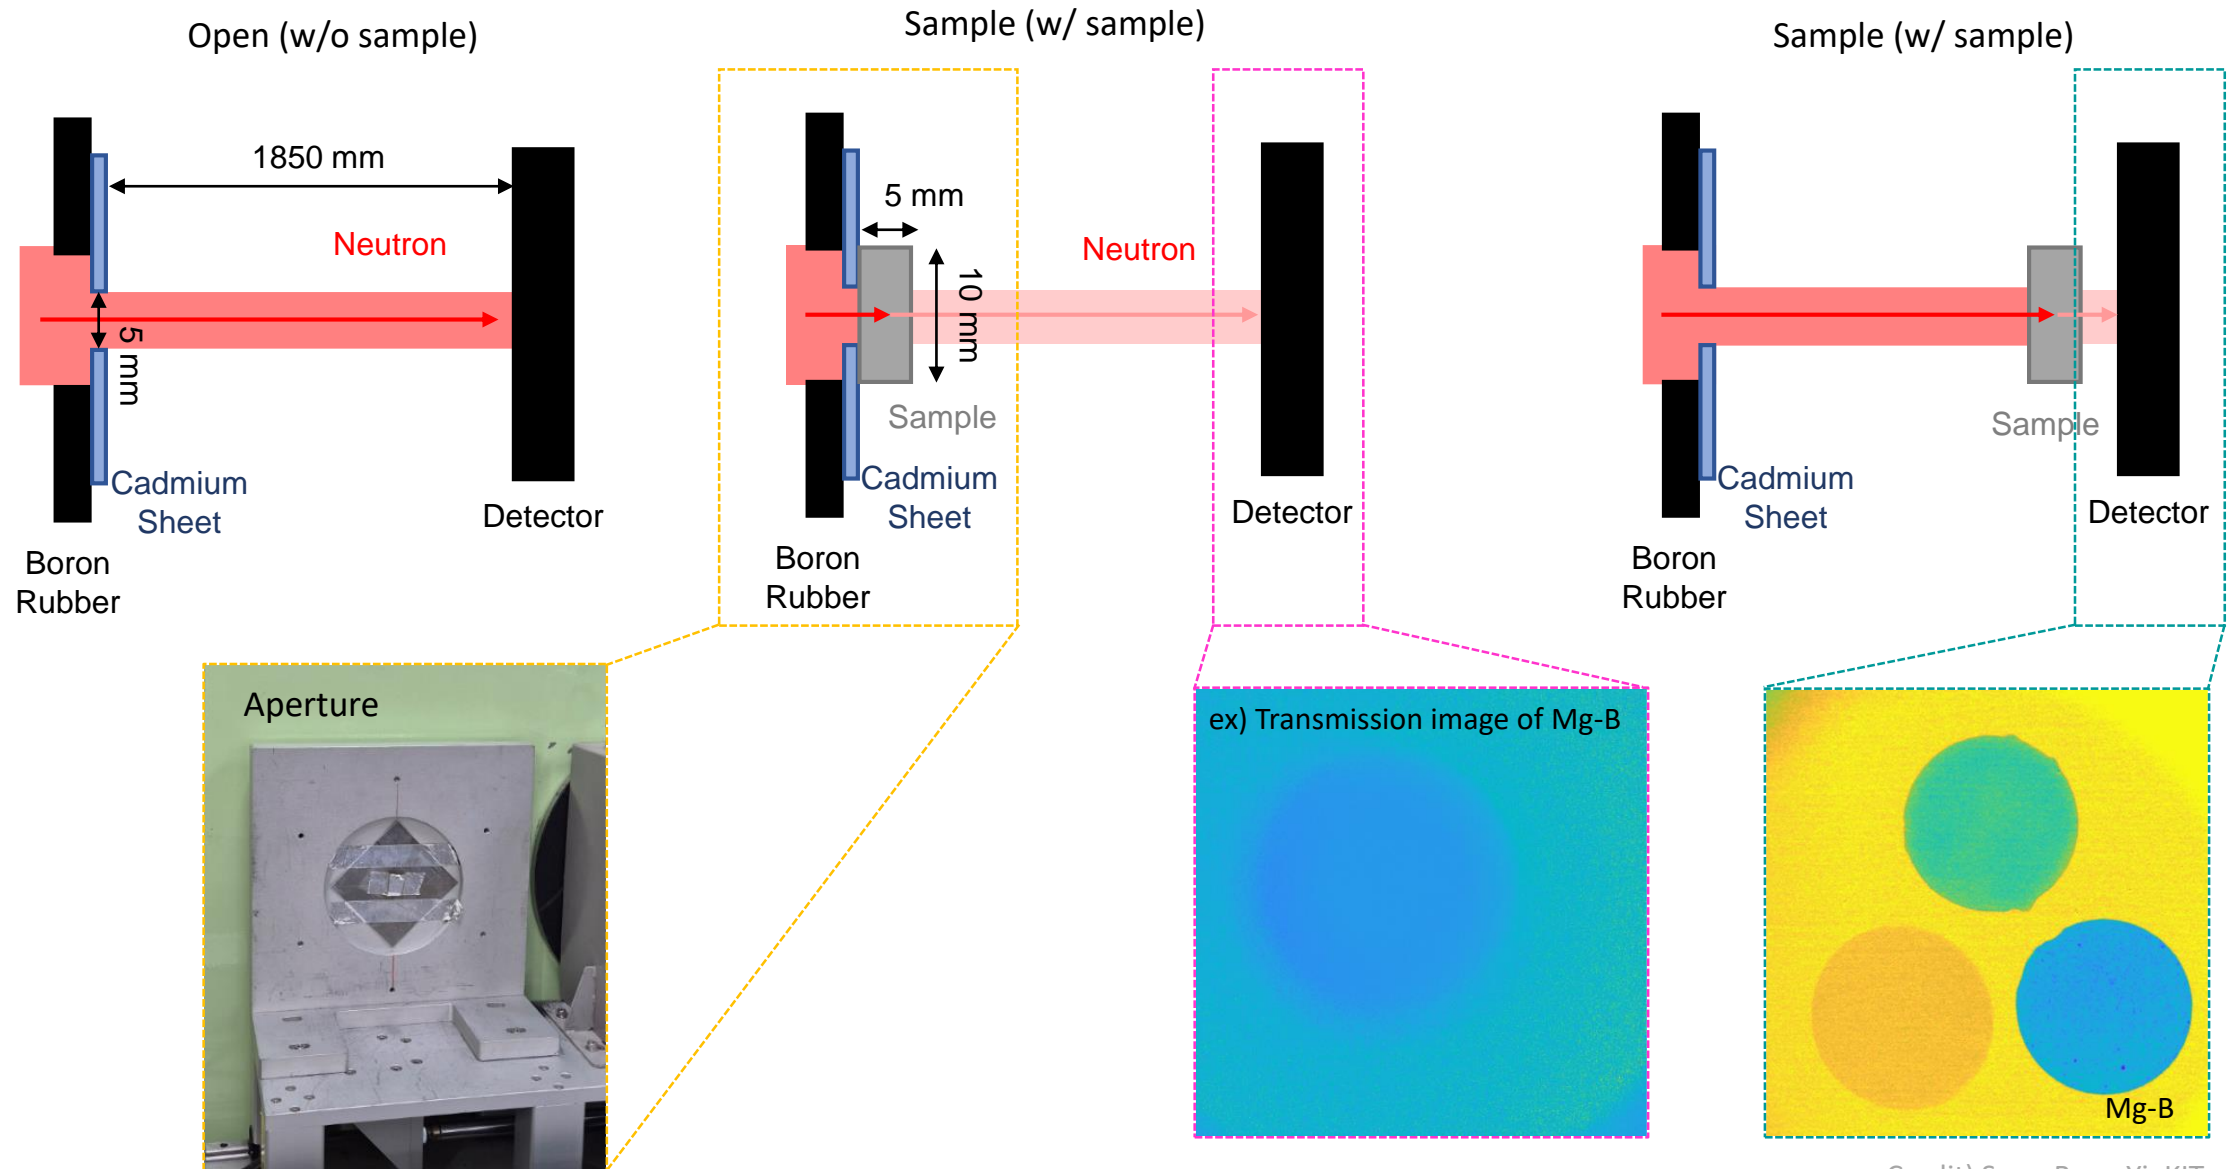 Open (w/o sample)
1850 mm
Neutron
5 mm
Cadmium
Sheet
Detector
Boron
Rubber
Sample (w/ sample)
5 mm
Neutron
10 mm
Sample
Cadmium
Sheet
Detector
Boron
Rubber
Sample (w/ sample)
Sample
Cadmium
Sheet
Detector
Boron
Rubber
Aperture
ex) Transmission image of Mg-B
Mg-B